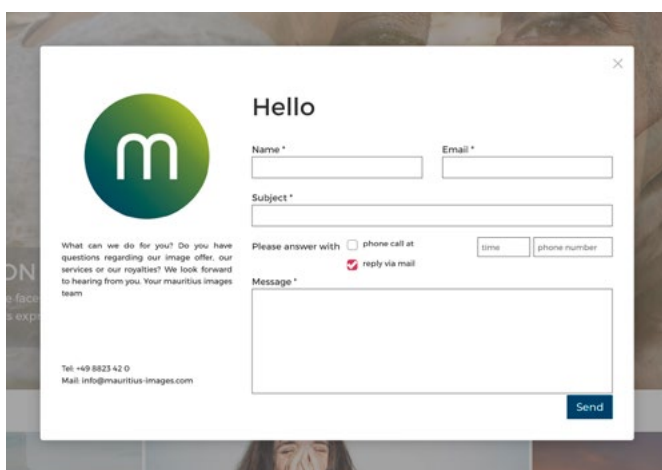 m
Hello
Name *
Email *
Subject *
Please answer with
phone call at
time
phone number
reply via mail
Message *
What can we do for you? Do you have
questions regarding our image offer, our
services or our royalties? We look forward
to hearing from you. Your mauritius images
team
Tel: +49 8823 42 0
Mail: info@mauritius-images.com
Send
ON
e face
s expr